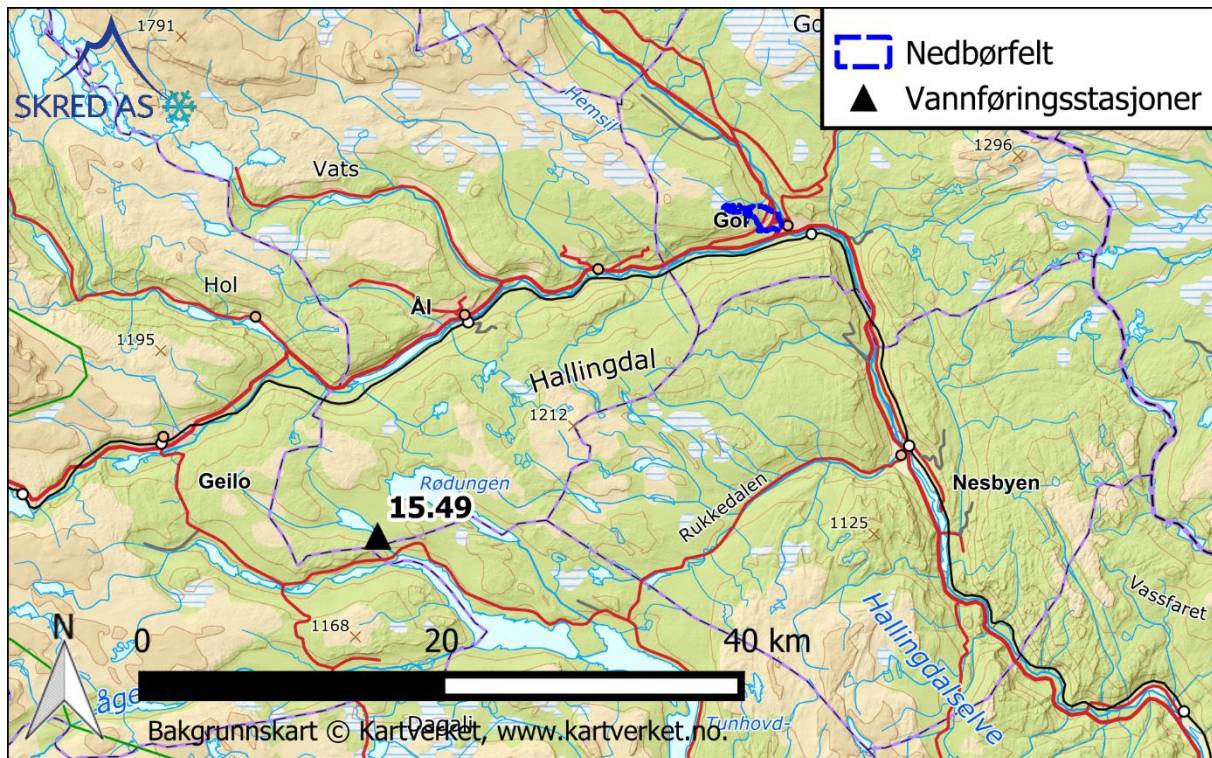 1791
Go
Nedbørfelt
Vannføringsstasjoner
SKRED AS
Hemsil
1296
Vats
Gol
Hol
Ål
1195
Hallingdal
1212
Geilo
Rødungen
Nesbyen
15.49
Rukkedalen
1125
Vassfaret
N
0
20
40 km
1168
Hallingdalselve
Dagali
Tunhovd-
Bakgrunnskart © Kartverket, www.kartverket.no.